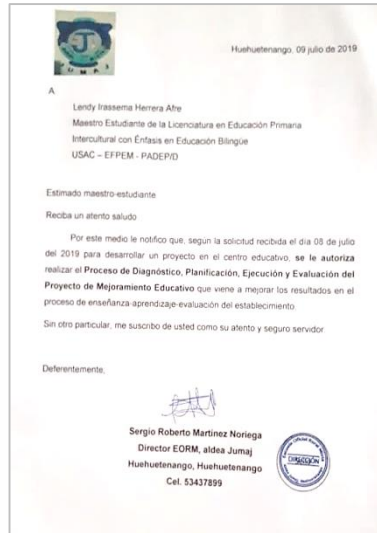 JUMAJ
Huehuetenango, 09 julio de 2019
A
Lendy Irassema Herrera Afre
Maestro Estudiante de la Licenciatura en Educación Primaria
Intercultural con Énfasis en Educación Bilingüe
USAC – EFPEM - PADEP/D
Estimado maestro-estudiante
Reciba un atento saludo
Por este medio le notifico que, según la solicitud recibida el día 08 de julio
del 2019 para desarrollar un proyecto en el centro educativo, se le autoriza
realizar el Proceso de Diagnóstico, Planificación, Ejecución y Evaluación del
Proyecto de Mejoramiento Educativo que viene a mejorar los resultados en el
proceso de enseñanza-aprendizaje-evaluación del establecimiento.
Sin otro particular, me suscribo de usted como su atento y seguro servidor
Deferentemente:
Sergio Roberto Martínez Noriega
Director EORM, aldea Jumaj
Huehuetenango, Huehuetenango
Cel. 53437899
DIRECCIÓN